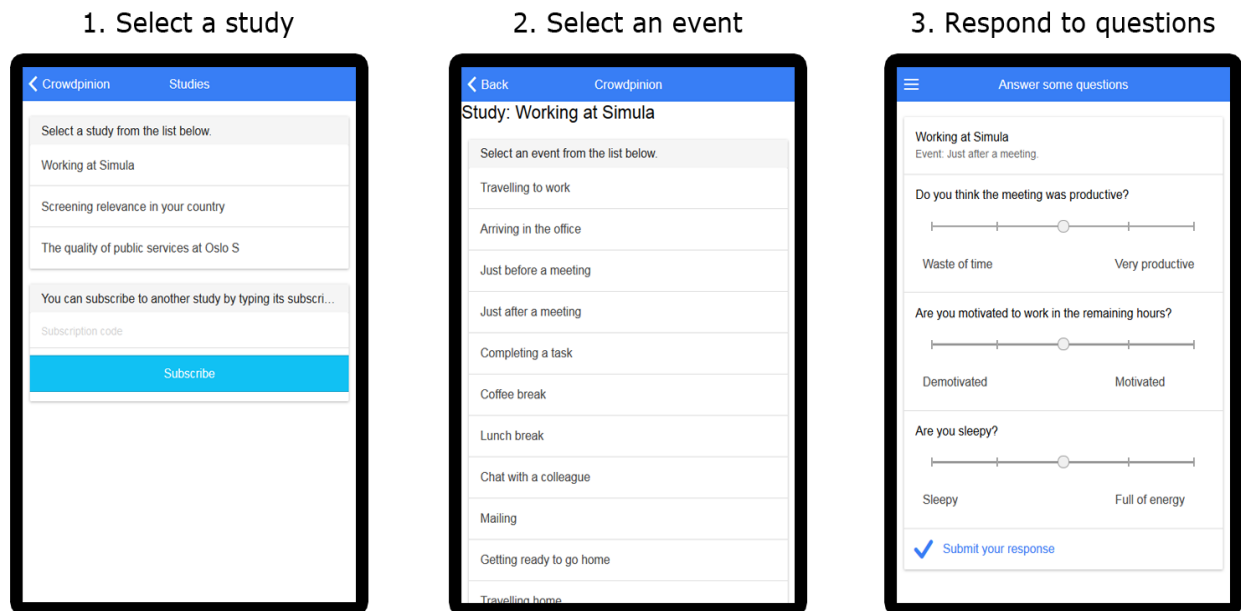 1. Select a study
Crowdpinion
Studies
Select a study from the list below.
Working at Simula
Screening relevance in your country
The quality of public services at Oslo S
You can subscribe to another study by typing its subscri...
Subscription code
Subscribe
2. Select an event
Back
Crowdpinion
Study: Working at Simula
Select an event from the list below.
Travelling to work
Arriving in the office
Just before a meeting
Just after a meeting
Completing a task
Coffee break
Lunch break
Chat with a colleague
Mailing
Getting ready to go home
Travelling home
3. Respond to questions
Answer some questions
Working at Simula
Event: Just after a meeting.
Do you think the meeting was productive?
Waste of time
Very productive
Are you motivated to work in the remaining hours?
Demotivated
Motivated
Are you sleepy?
Sleepy
Full of energy
Submit your response